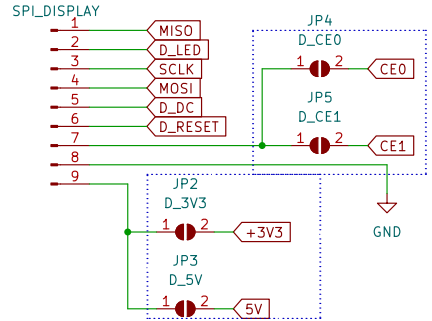 SPI_DISPLAY
1 MISO
2 D_LED
3 SCLK
4 MOSI
5 D_DC
6 D_RESET
7
8
9
JP4
D_CE0
1 2 CE0
JP5
D_CE1
1 2 CE1
GND
JP2
D_3V3
1 2 +3V3
JP3
D_5V
1 2 5V